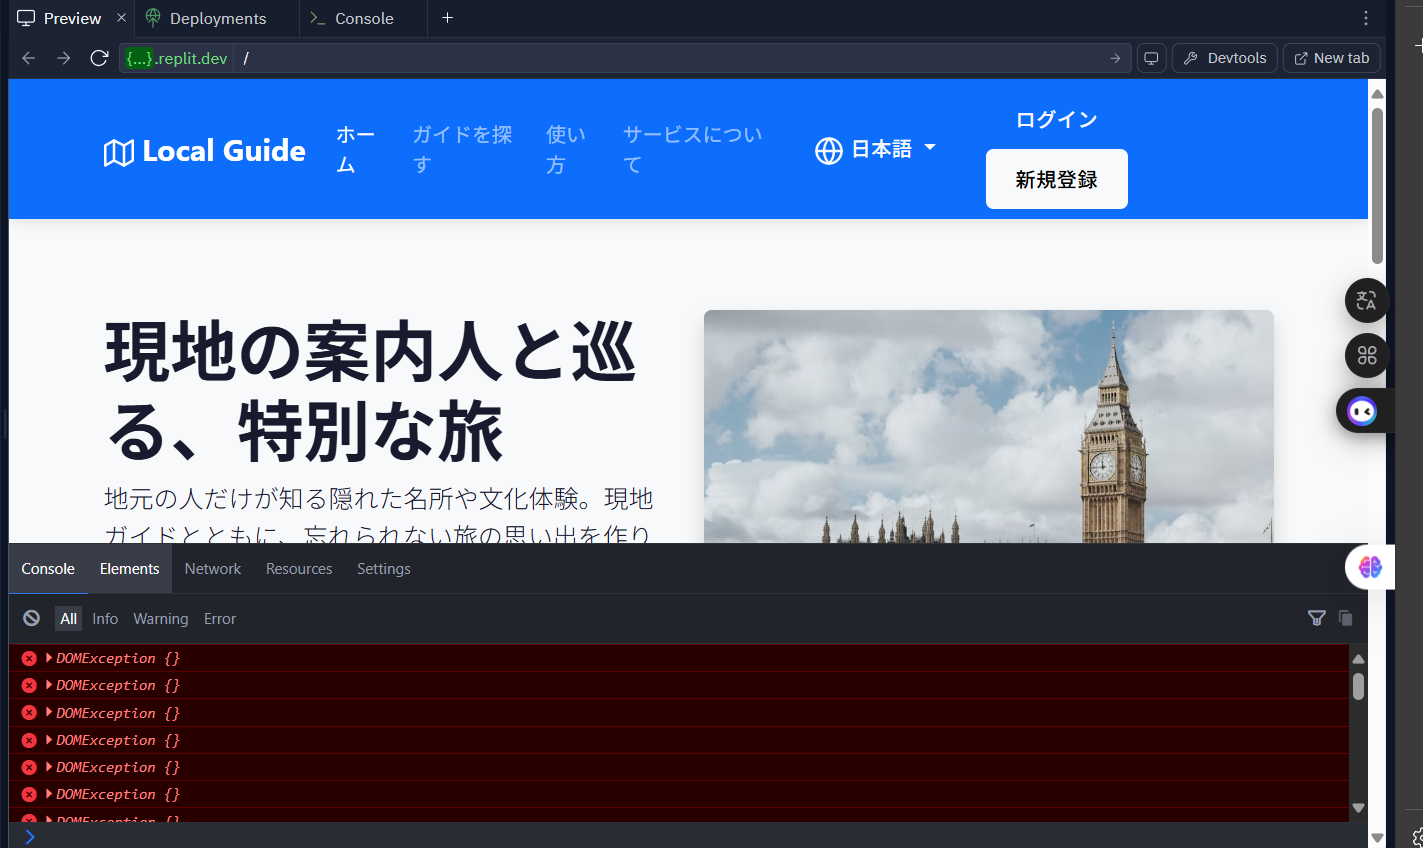 Preview
Deployments
Console
{...}.replit.dev /
Devtools
New tab
Local Guide
ホー
ム
ガイドを探
す
使い
方
サービスについ
て
日本語
ログイン
新規登録
現地の案内人と巡
る、特別な旅
地元の人だけが知る隠れた名所や文化体験。現地
ガイドとともに、忘れられない旅の思い出を作り
Console Elements Network Resources Settings
All Info Warning Error
DOMException {}
DOMException {}
DOMException {}
DOMException {}
DOMException {}
DOMException {}
DOMException {}